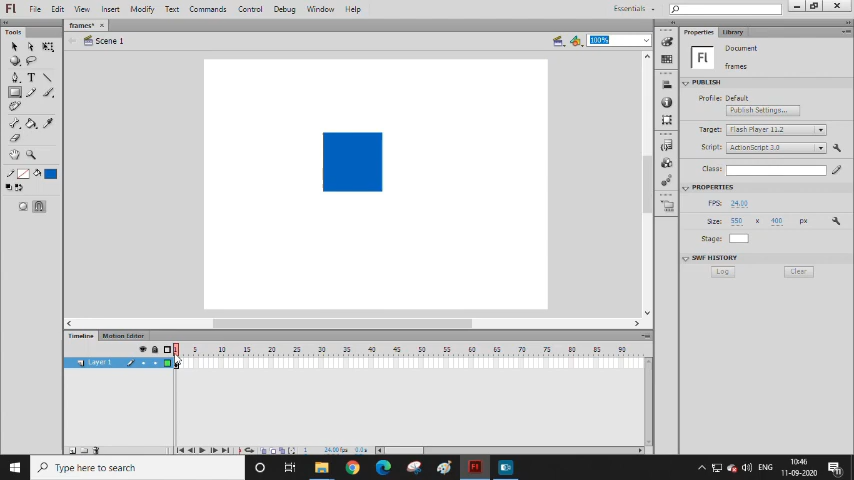 Fl File Edit View Insert Modify Text Commands Control Debug Window Help Essentials
frames* ×
Tools
Scene 1
100%
Properties Library
Fl Document
frames
PUBLISH
Profile: Default
Publish Settings...
Target: Flash Player 11.2
Script: ActionScript 3.0
Class:
PROPERTIES
FPS: 24.00
Size: 550 x 400 px
Stage:
SWF HISTORY
Log Clear
Timeline Motion Editor
1 5 10 15 20 25 30 35 40 45 50 55 60 65 70 75 80 85 90
Layer 1
1 24.00 fps 0.0 s
Type here to search
Fl
ENG
10:46
11-09-2020